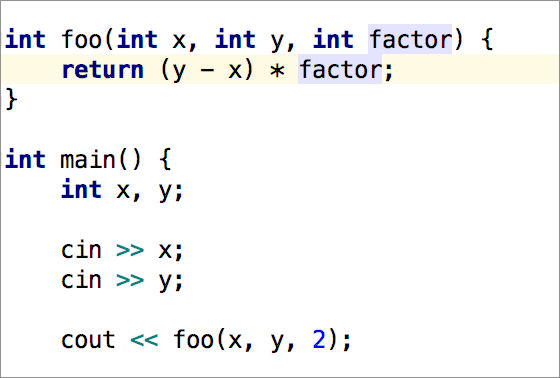 int foo(int x, int y, int factor) {
    return (y - x) * factor;
}

int main() {
    int x, y;

    cin >> x;
    cin >> y;

    cout << foo(x, y, 2);